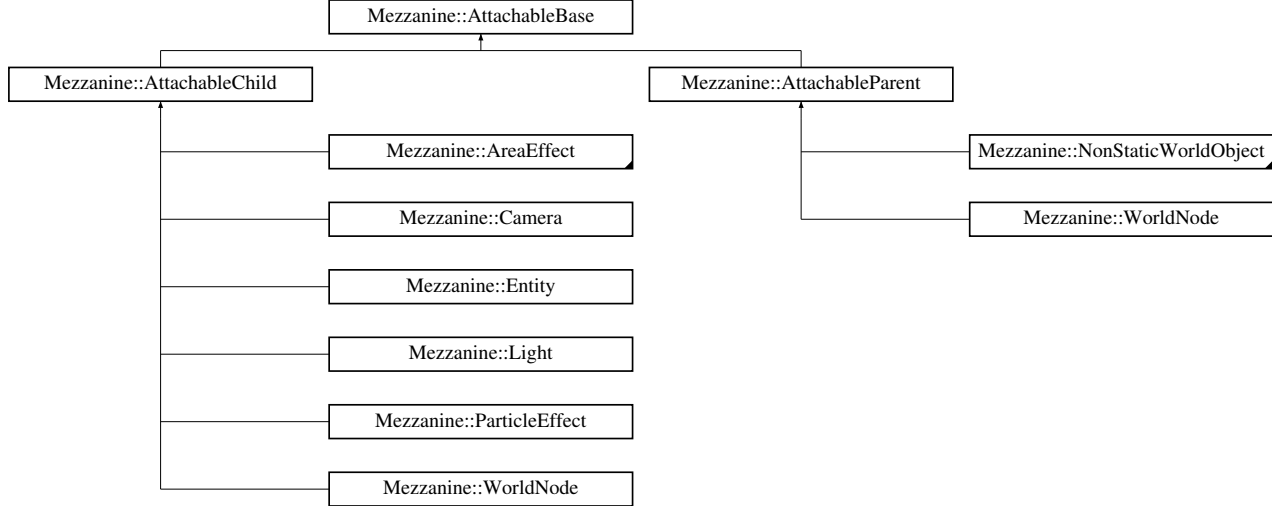 Mezzanine::AttachableBase
Mezzanine::AttachableChild
Mezzanine::AttachableParent
Mezzanine::AreaEffect
Mezzanine::NonStaticWorldObject
Mezzanine::Camera
Mezzanine::WorldNode
Mezzanine::Entity
Mezzanine::Light
Mezzanine::ParticleEffect
Mezzanine::WorldNode